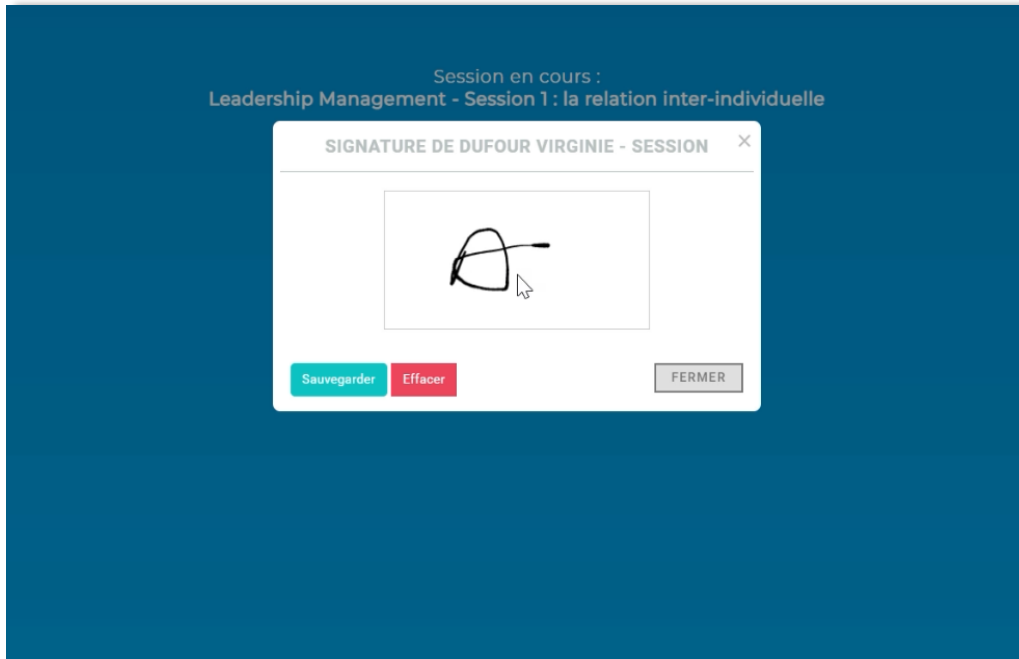 Session en cours :
Leadership Management - Session 1 : la relation inter-individuelle
SIGNATURE DE DUFOUR VIRGINIE - SESSION ×
Sauvegarder Effacer FERMER